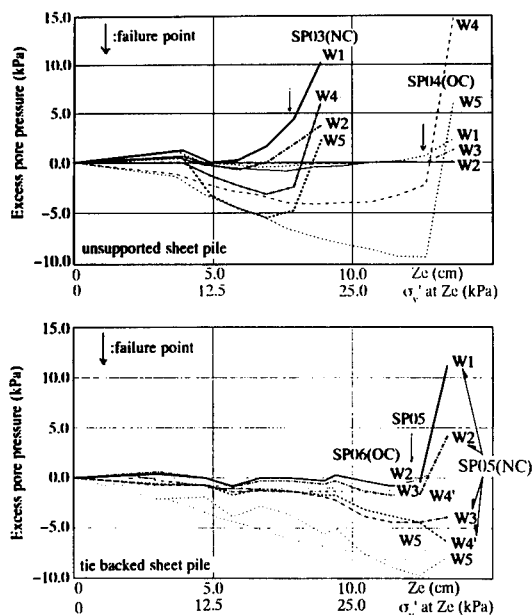 15.0
10.0
5.0
0.0
-5.0
-10.0
Excess pore pressure (kPa)
:failure point
SP03(NC)
W1
W4
W2
W5
SP04(OC)
W4
W5
W1
W3
W2
unsupported sheet pile
0
5.0
10.0
Ze (cm)
0
12.5
25.0
σv' at Ze (kPa)
15.0
10.0
5.0
0.0
-5.0
-10.0
Excess pore pressure (kPa)
:failure point
SP05
SP06(OC)
W2
W3
W4'
W5
W1
W2
SP05(NC)
W3
W4'
W5
tie backed sheet pile
0
5.0
10.0
Ze (cm)
0
12.5
25.0
σv' at Ze (kPa)